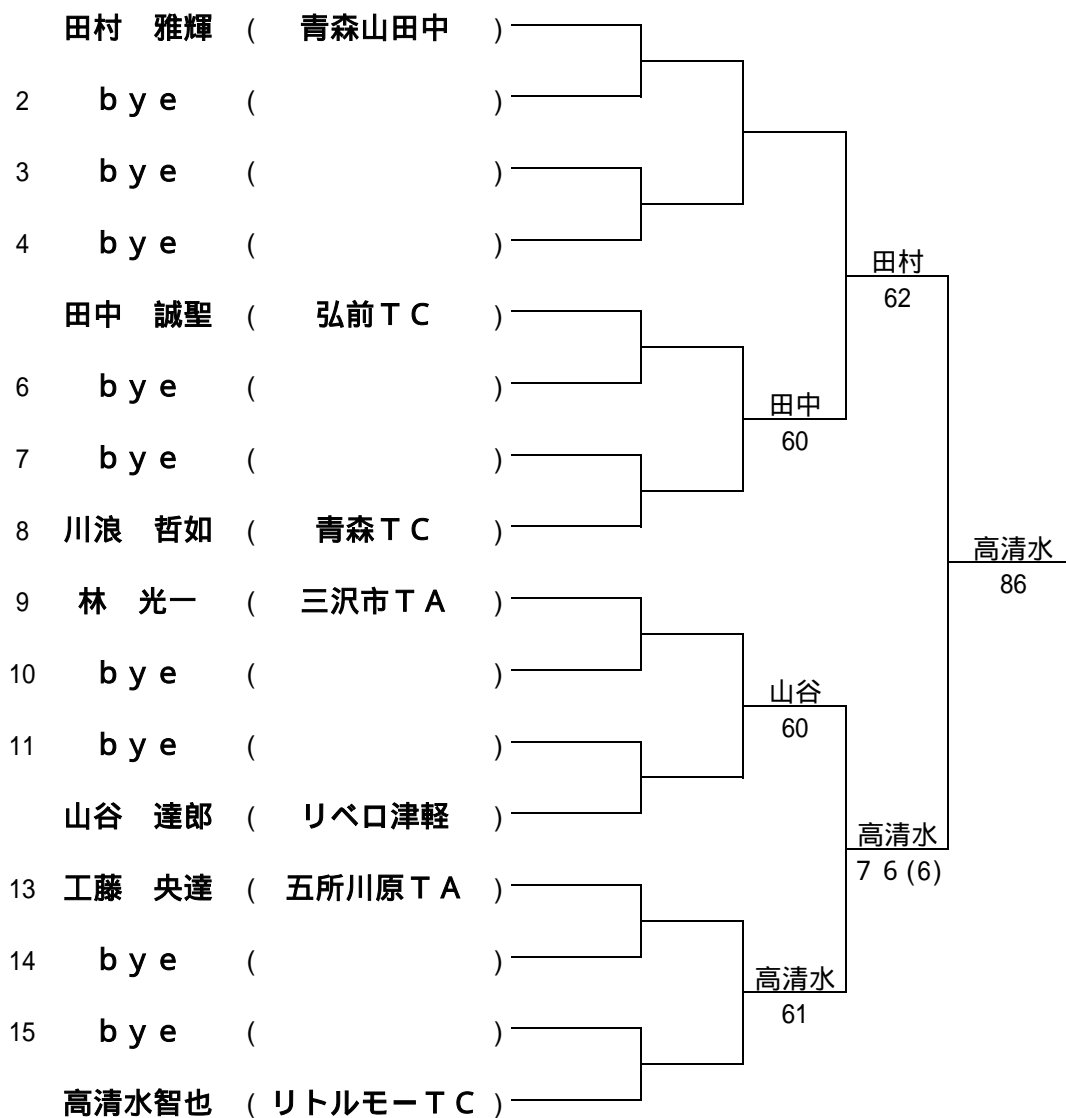 田村　雅輝 ( 青森山田中 )
2 ｂｙｅ ( )
3 ｂｙｅ ( )
4 ｂｙｅ ( )
田村
62
田中　誠聖 ( 弘前ＴＣ )
6 ｂｙｅ ( )
田中
60
7 ｂｙｅ ( )
8 川浪　哲如 ( 青森ＴＣ )
高清水
86
9 林　光一 ( 三沢市ＴＡ )
10 ｂｙｅ ( )
山谷
60
11 ｂｙｅ ( )
山谷　達郎 ( リベロ津軽 )
高清水
７６(6)
13 工藤　央達 ( 五所川原ＴＡ )
14 ｂｙｅ ( )
高清水
61
15 ｂｙｅ ( )
高清水智也 ( リトルモーＴＣ )